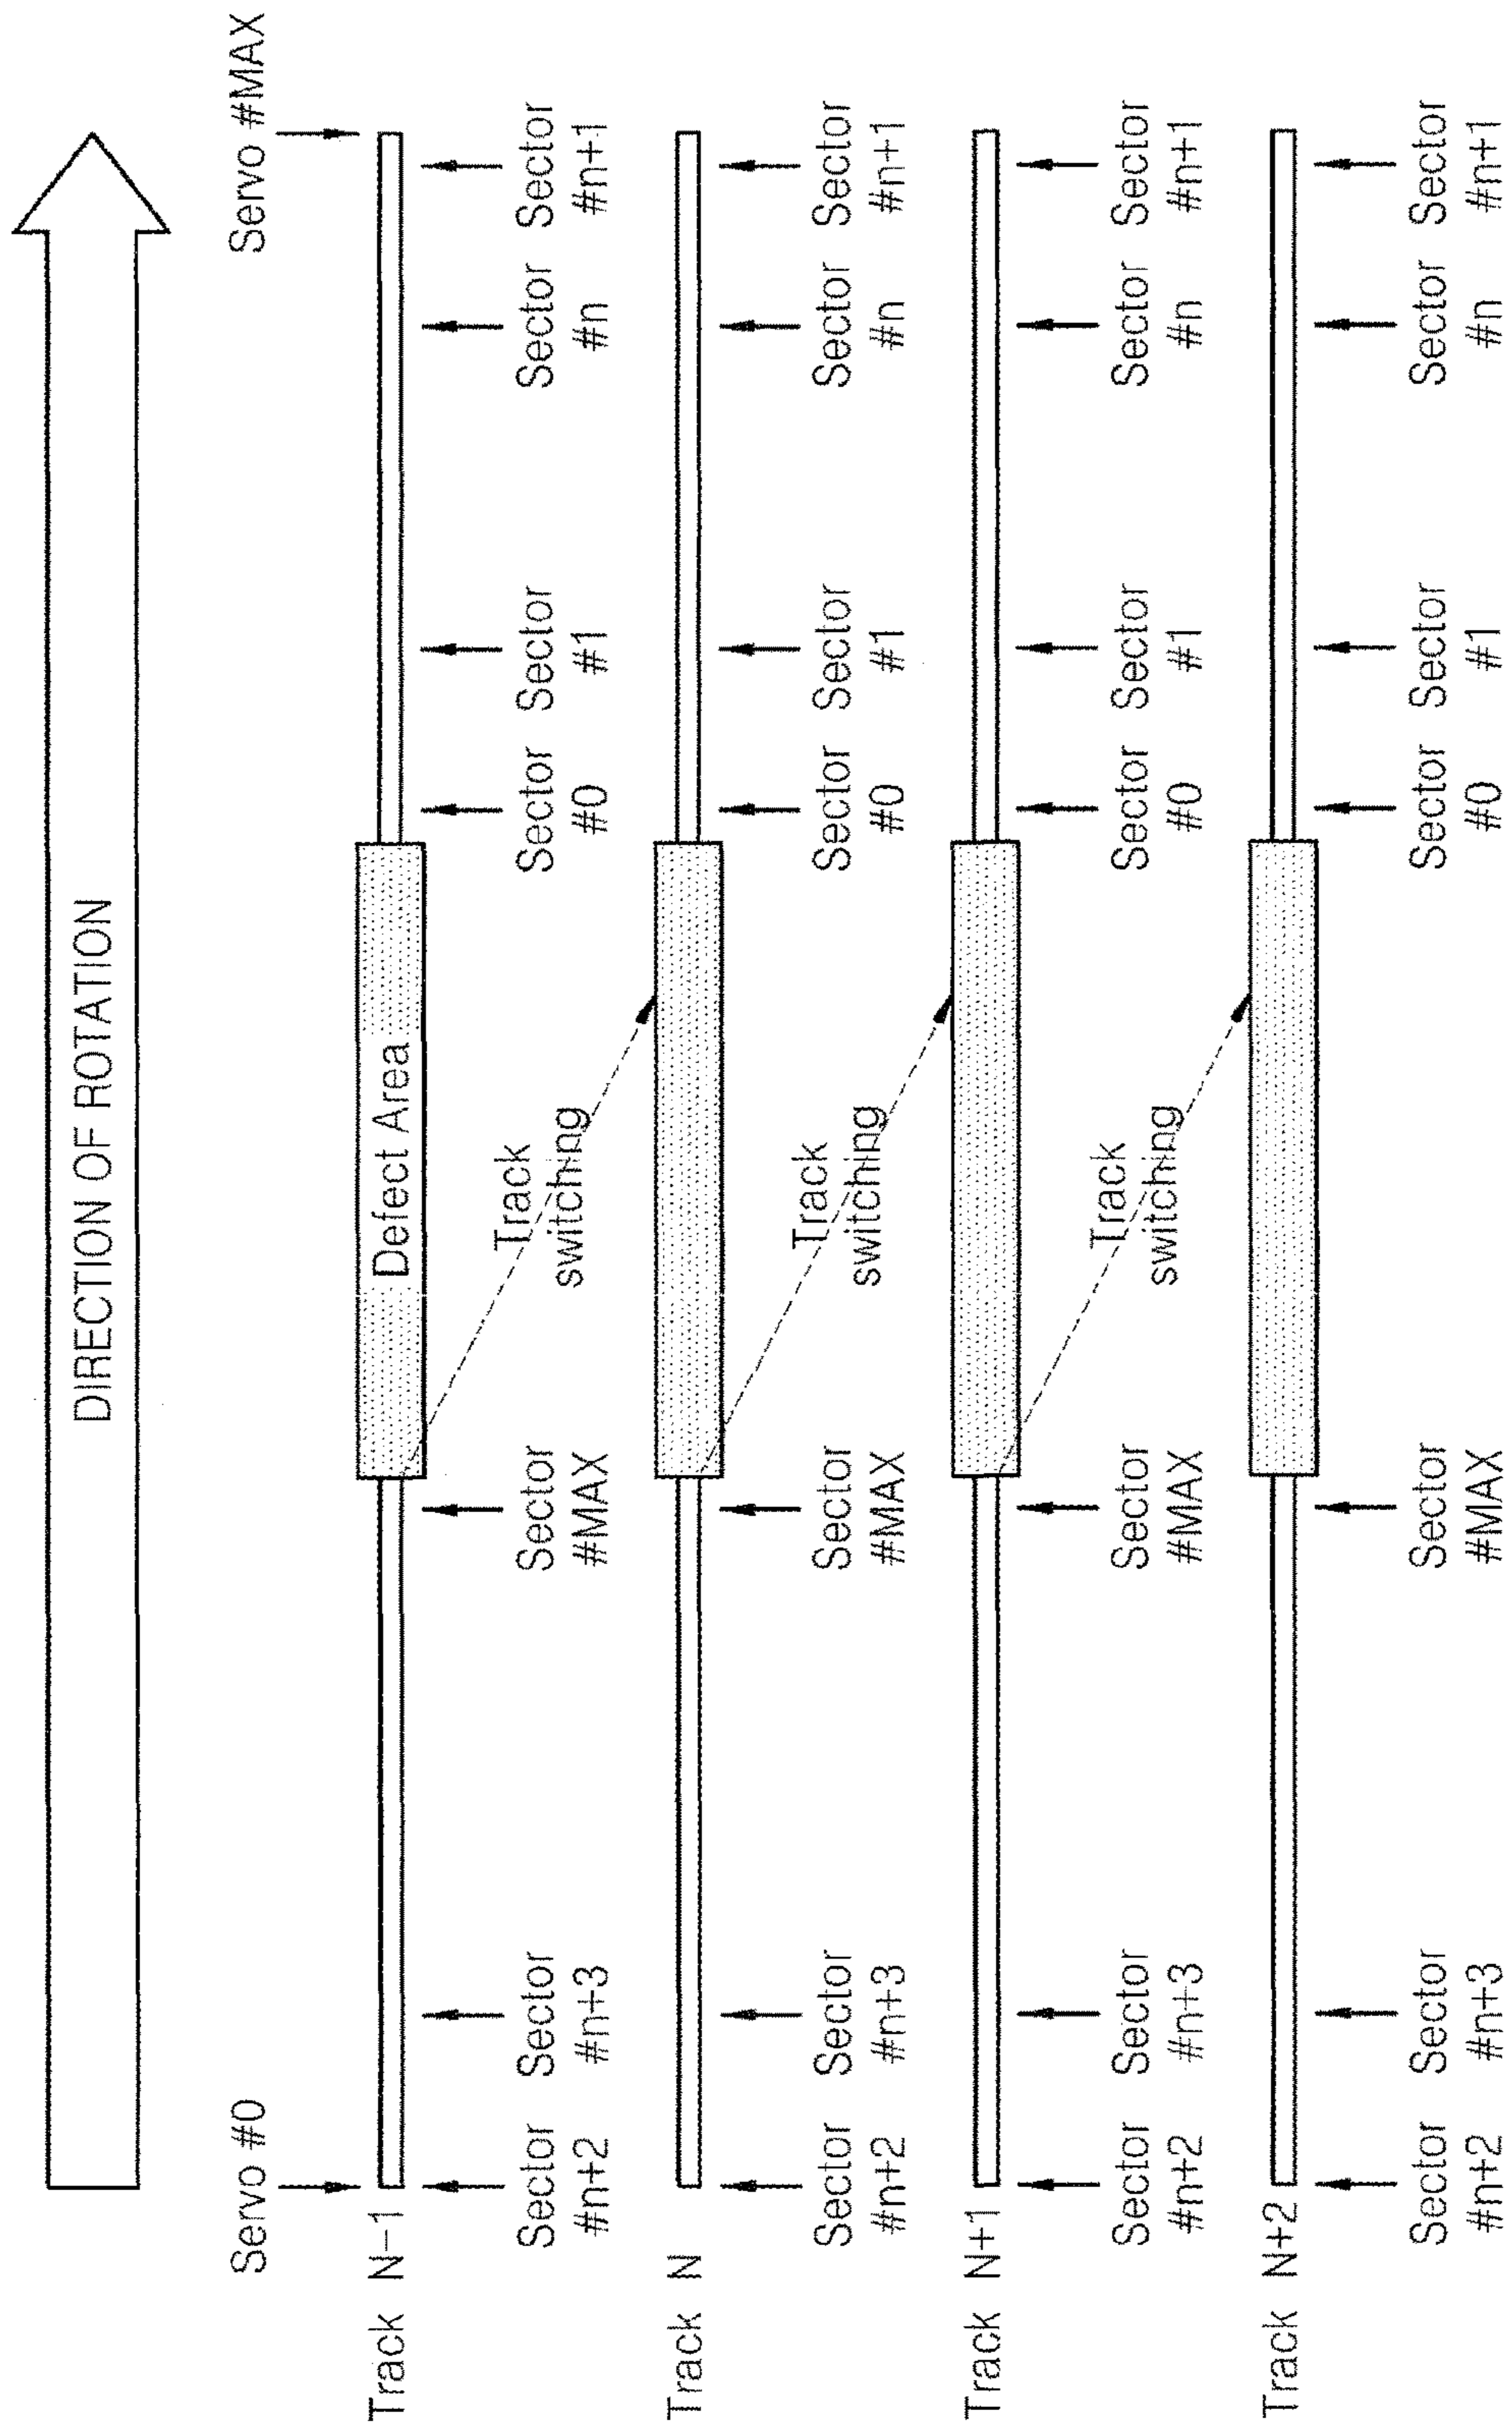 DIRECTION OF ROTATION
Servo #0
Servo #MAX
Track N-1
Defect Area
Sector
#n+2
Sector
#n+3
Sector
#MAX
Sector
#0
Sector
#1
Sector
#n
Sector
#n+1
Track
switching
Track N
Sector
#n+2
Sector
#n+3
Sector
#MAX
Sector
#0
Sector
#1
Sector
#n
Sector
#n+1
Track
switching
Track N+1
Sector
#n+2
Sector
#n+3
Sector
#MAX
Sector
#0
Sector
#1
Sector
#n
Sector
#n+1
Track
switching
Track N+2
Sector
#n+2
Sector
#n+3
Sector
#MAX
Sector
#0
Sector
#1
Sector
#n
Sector
#n+1